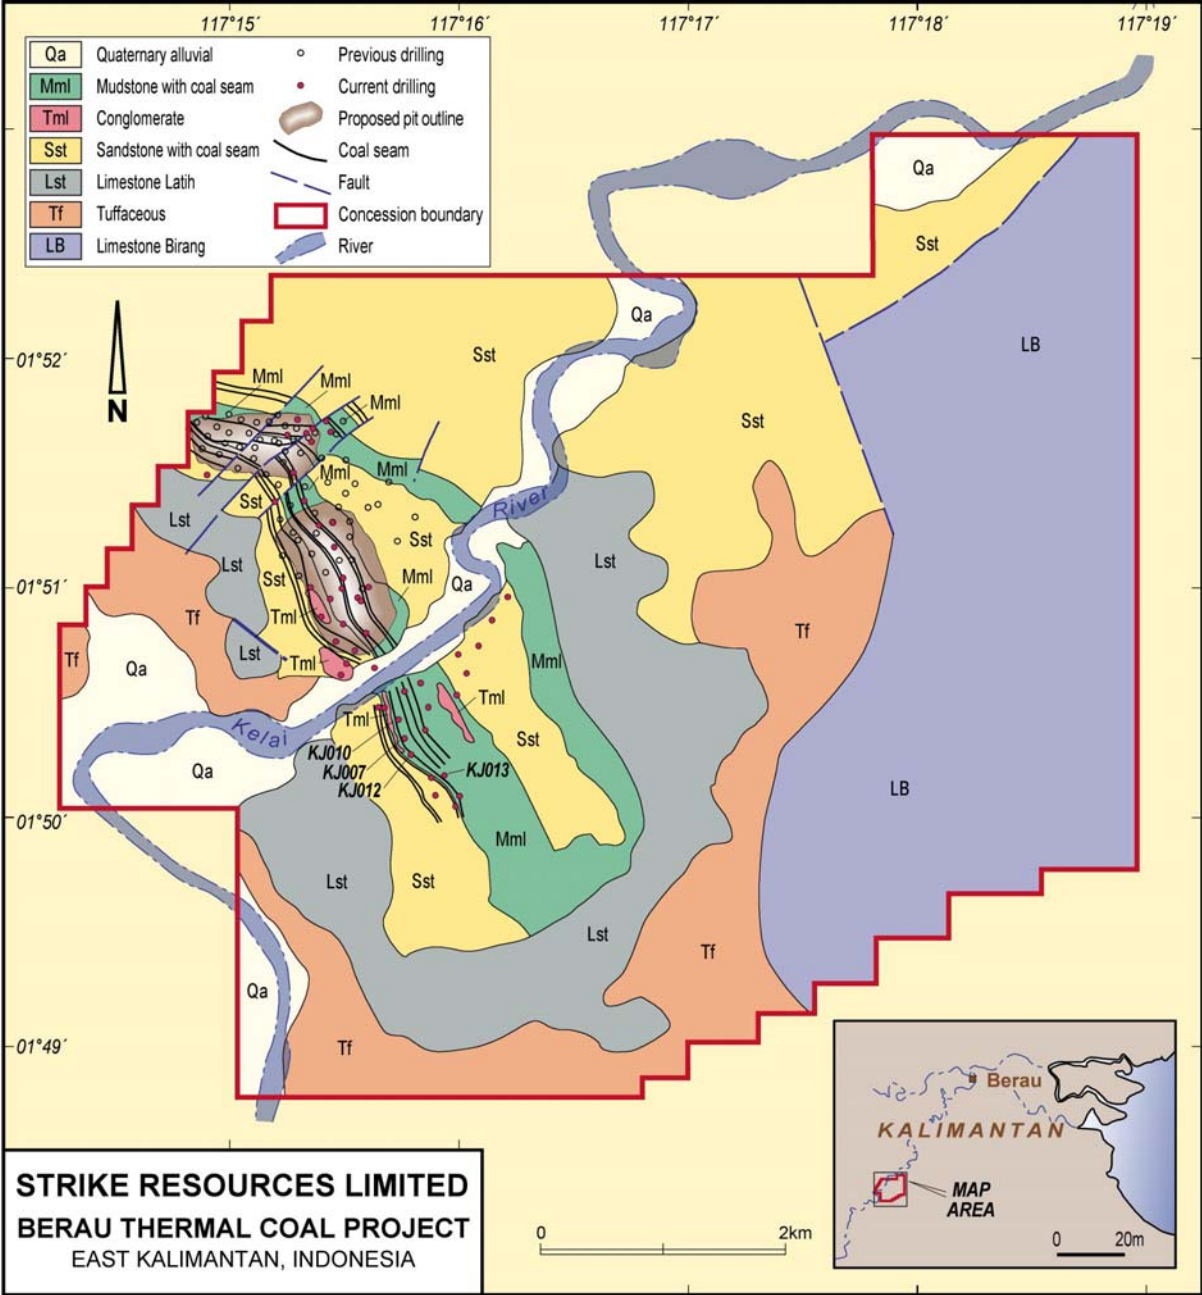 117°15´ 117°16´ 117°17´ 117°18´ 117°19´
Qa Quaternary alluvial
Mml Mudstone with coal seam
Tml Conglomerate
Sst Sandstone with coal seam
Lst Limestone Latih
Tf Tuffaceous
LB Limestone Birang
Previous drilling
Current drilling
Proposed pit outline
Coal seam
Fault
Concession boundary
River
Qa
Sst
Qa
LB
01°52´
N
Sst
Mml
Mml
Mml
Sst
Mml
Mml
Sst
River
Lst
Sst
Lst
Lst
01°51´
Sst
Mml
Qa
Tml
Tf
Tf
Lst
Tml
Mml
Tf
Qa
Tml
Tml
Kelai
Sst
KJ010
KJ007
KJ013
KJ012
Qa
LB
01°50´
Mml
Lst
Sst
Lst
Tf
Qa
01°49´
Tf
Berau
KALIMANTAN
MAP
AREA
0 20m
0 2km
STRIKE RESOURCES LIMITED
BERAU THERMAL COAL PROJECT
EAST KALIMANTAN, INDONESIA